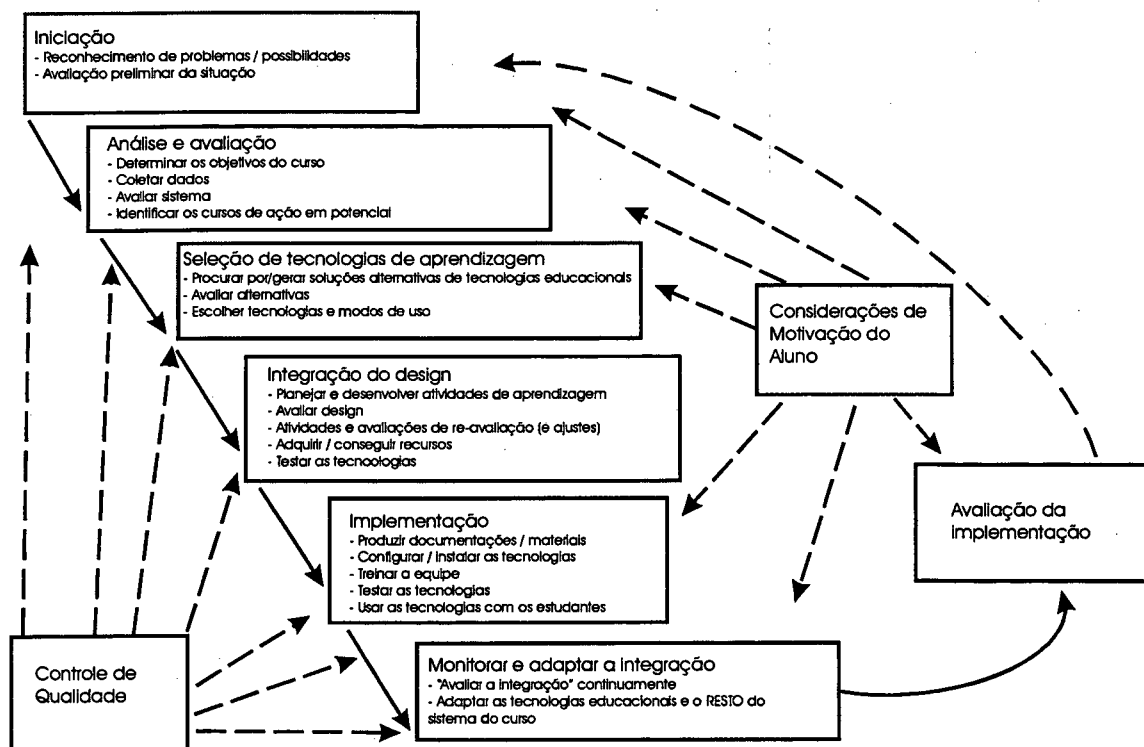 Iniciação
- Reconhecimento de problemas / possibilidades
- Avaliação preliminar da situação
Análise e avaliação
- Determinar os objetivos do curso
- Coletar dados
- Avaliar sistema
- Identificar os cursos de ação em potencial
Seleção de tecnologias de aprendizagem
- Procurar por/gerar soluções alternativas de tecnologias educacionais
- Avaliar alternativas
- Escolher tecnologias e modos de uso
Considerações de
Motivação do
Aluno
Integração do design
- Planejar e desenvolver atividades de aprendizagem
- Avaliar design
- Atividades e avaliações de re-avaliação (e ajustes)
- Adquirir / conseguir recursos
- Testar as tecnoologias
Avaliação da
Implementação
Implementação
- Produzir documentações / materiais
- Configurar / instalar as tecnologias
- Treinar a equipe
- Testar as tecnologias
- Usar as tecnologias com os estudantes
Controle de
Qualidade
Monitorar e adaptar a integração
- "Avaliar a integração" continuamente
- Adaptar as tecnologias educacionais e o RESTO do
sistema do curso